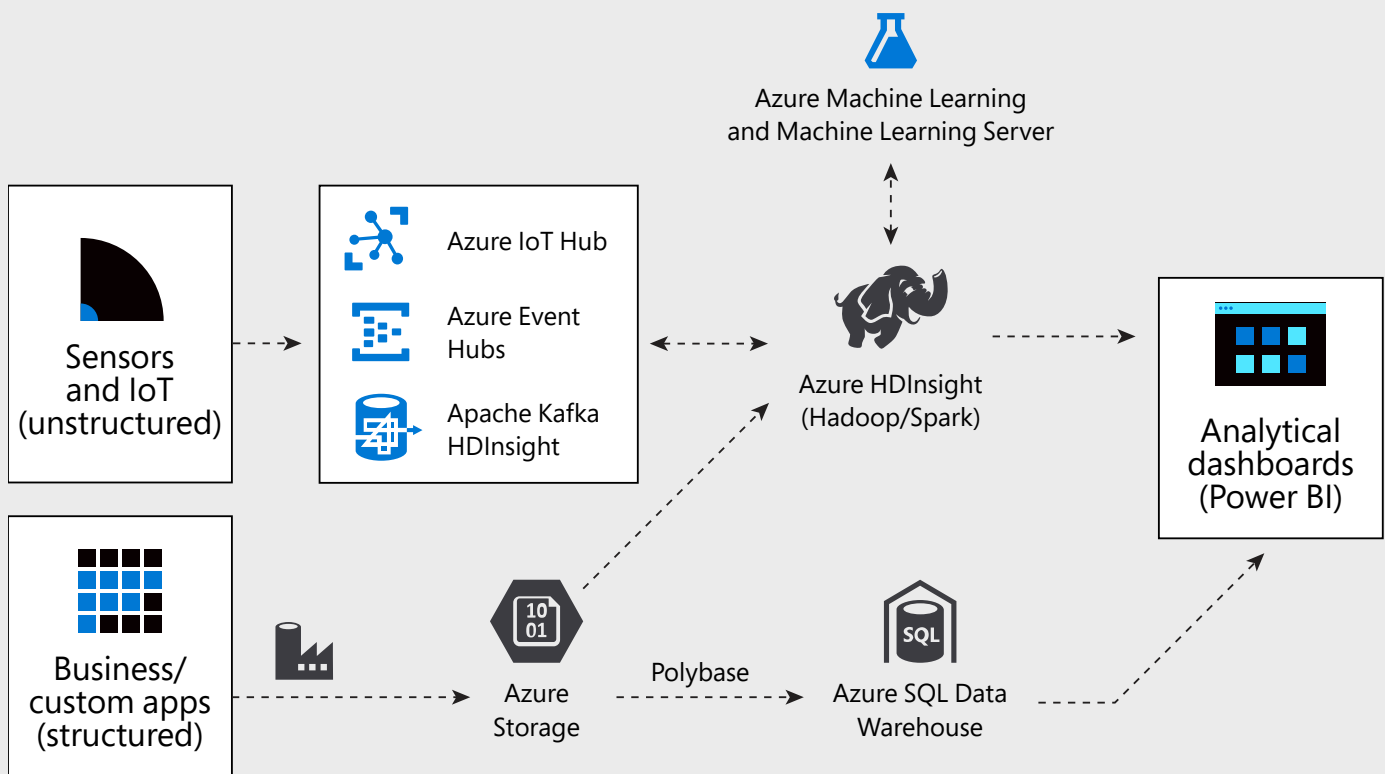 Azure Machine Learning
and Machine Learning Server
Sensors
and IoT
(unstructured)
Azure IoT Hub
Azure Event
Hubs
Apache Kafka
HDInsight
Azure HDInsight
(Hadoop/Spark)
Analytical
dashboards
(Power BI)
Business/
custom apps
(structured)
10
01
Azure
Storage
Polybase
SQL
Azure SQL Data
Warehouse